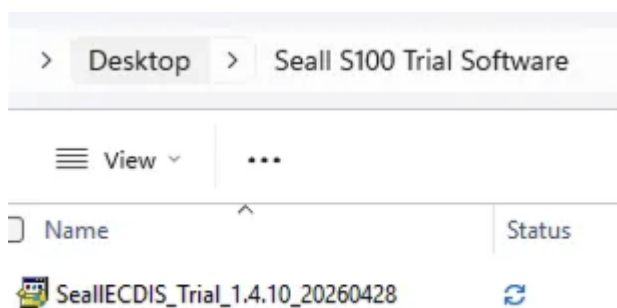 Desktop > Seall S100 Trial Software
View
Name Status
SeallECDIS_Trial_1.4.10_20260428